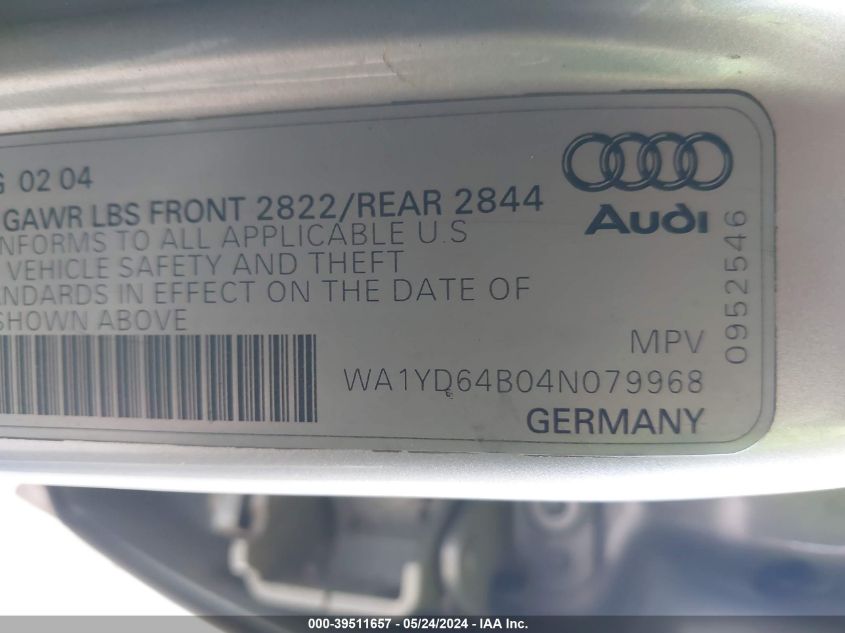 G 02 04
GAWR LBS FRONT 2822/REAR 2844
NFORMS TO ALL APPLICABLE U.S
VEHICLE SAFETY AND THEFT
ANDARDS IN EFFECT ON THE DATE OF
SHOWN ABOVE
Audi
0952546
MPV
WA1YD64B04N079968
GERMANY
000-39511657 - 05/24/2024 - IAA Inc.